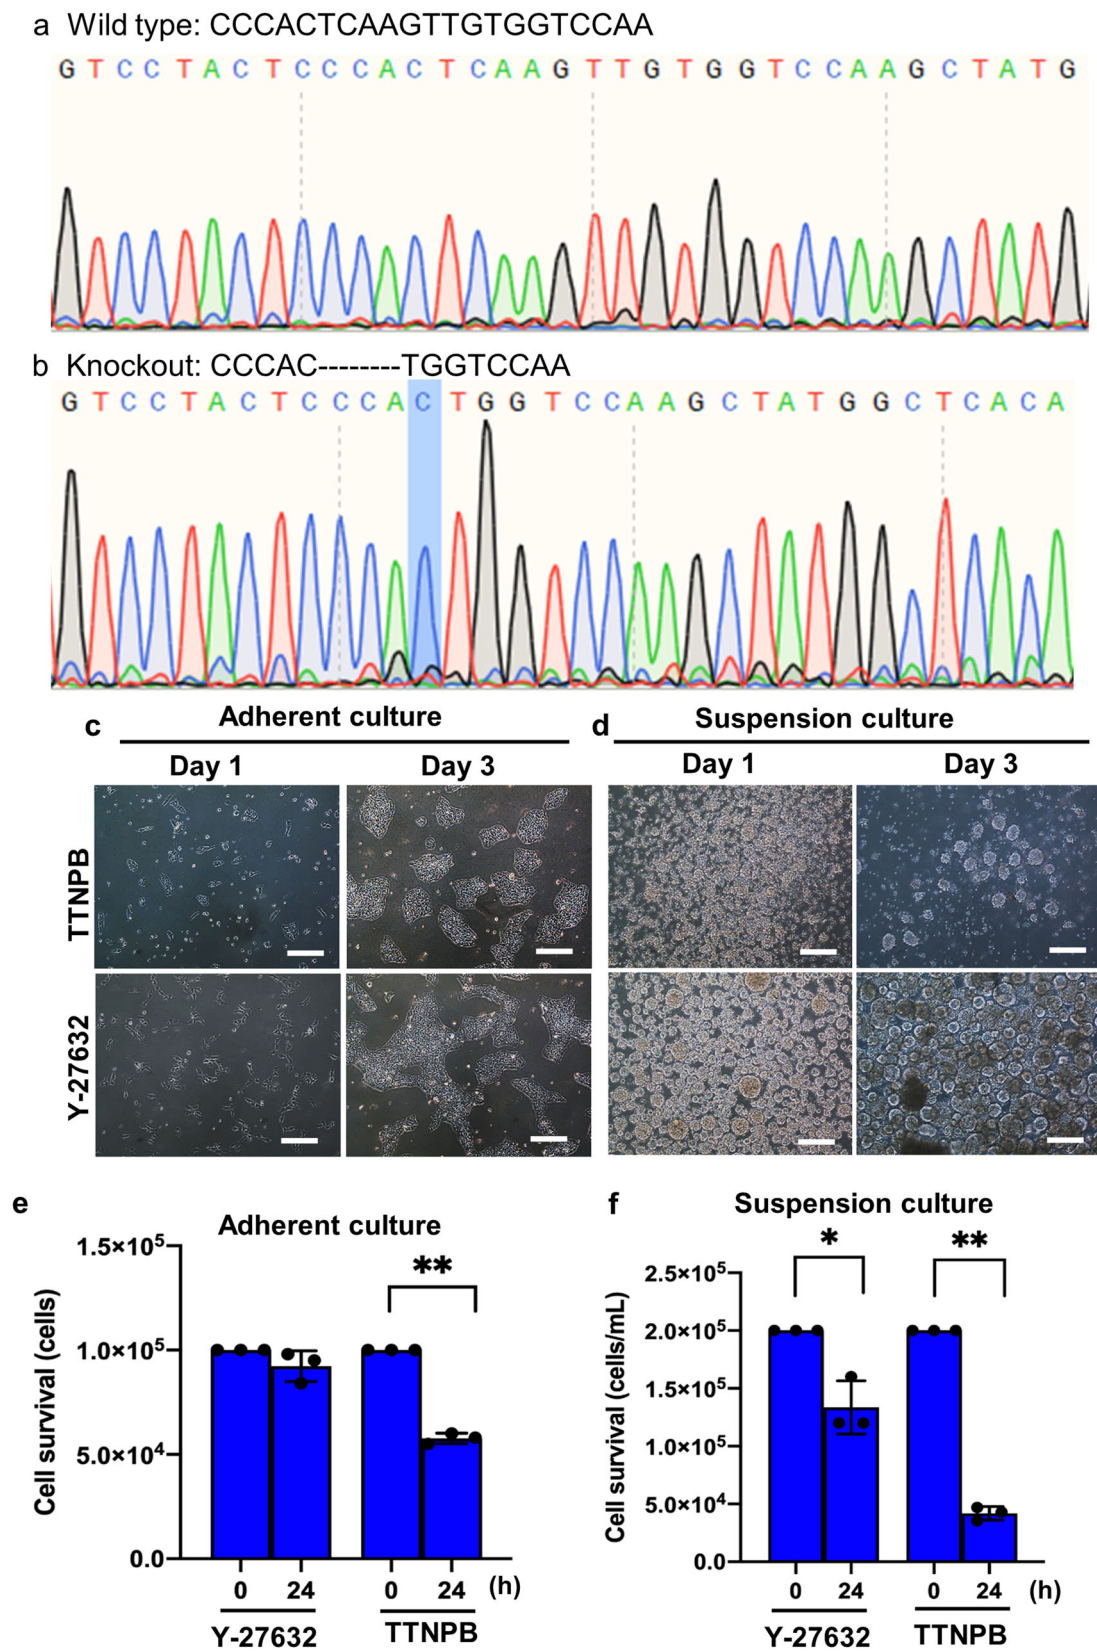 a Wild type: CCCACTCAAGTTGTGGTCCAA
G T C C T A C T C C C A C T C A A G T T G T G G T C C A A G C T A T G
b Knockout: CCCAC--------TGGTCCAA
G T C C T A C T C C C A C T G G T C C A A G C T A T G G C T C A C A
c Adherent culture
Day 1 Day 3
d Suspension culture
Day 1 Day 3
TTNPB
Y-27632
e Adherent culture
Cell survival (cells)
1.5×10⁵
1.0×10⁵
5.0×10⁴
0.0
**
0 24 0 24 (h)
Y-27632 TTNPB
f Suspension culture
Cell survival (cells/mL)
2.5×10⁵
2.0×10⁵
1.5×10⁵
1.0×10⁵
5.0×10⁴
0.0
* **
0 24 0 24 (h)
Y-27632 TTNPB